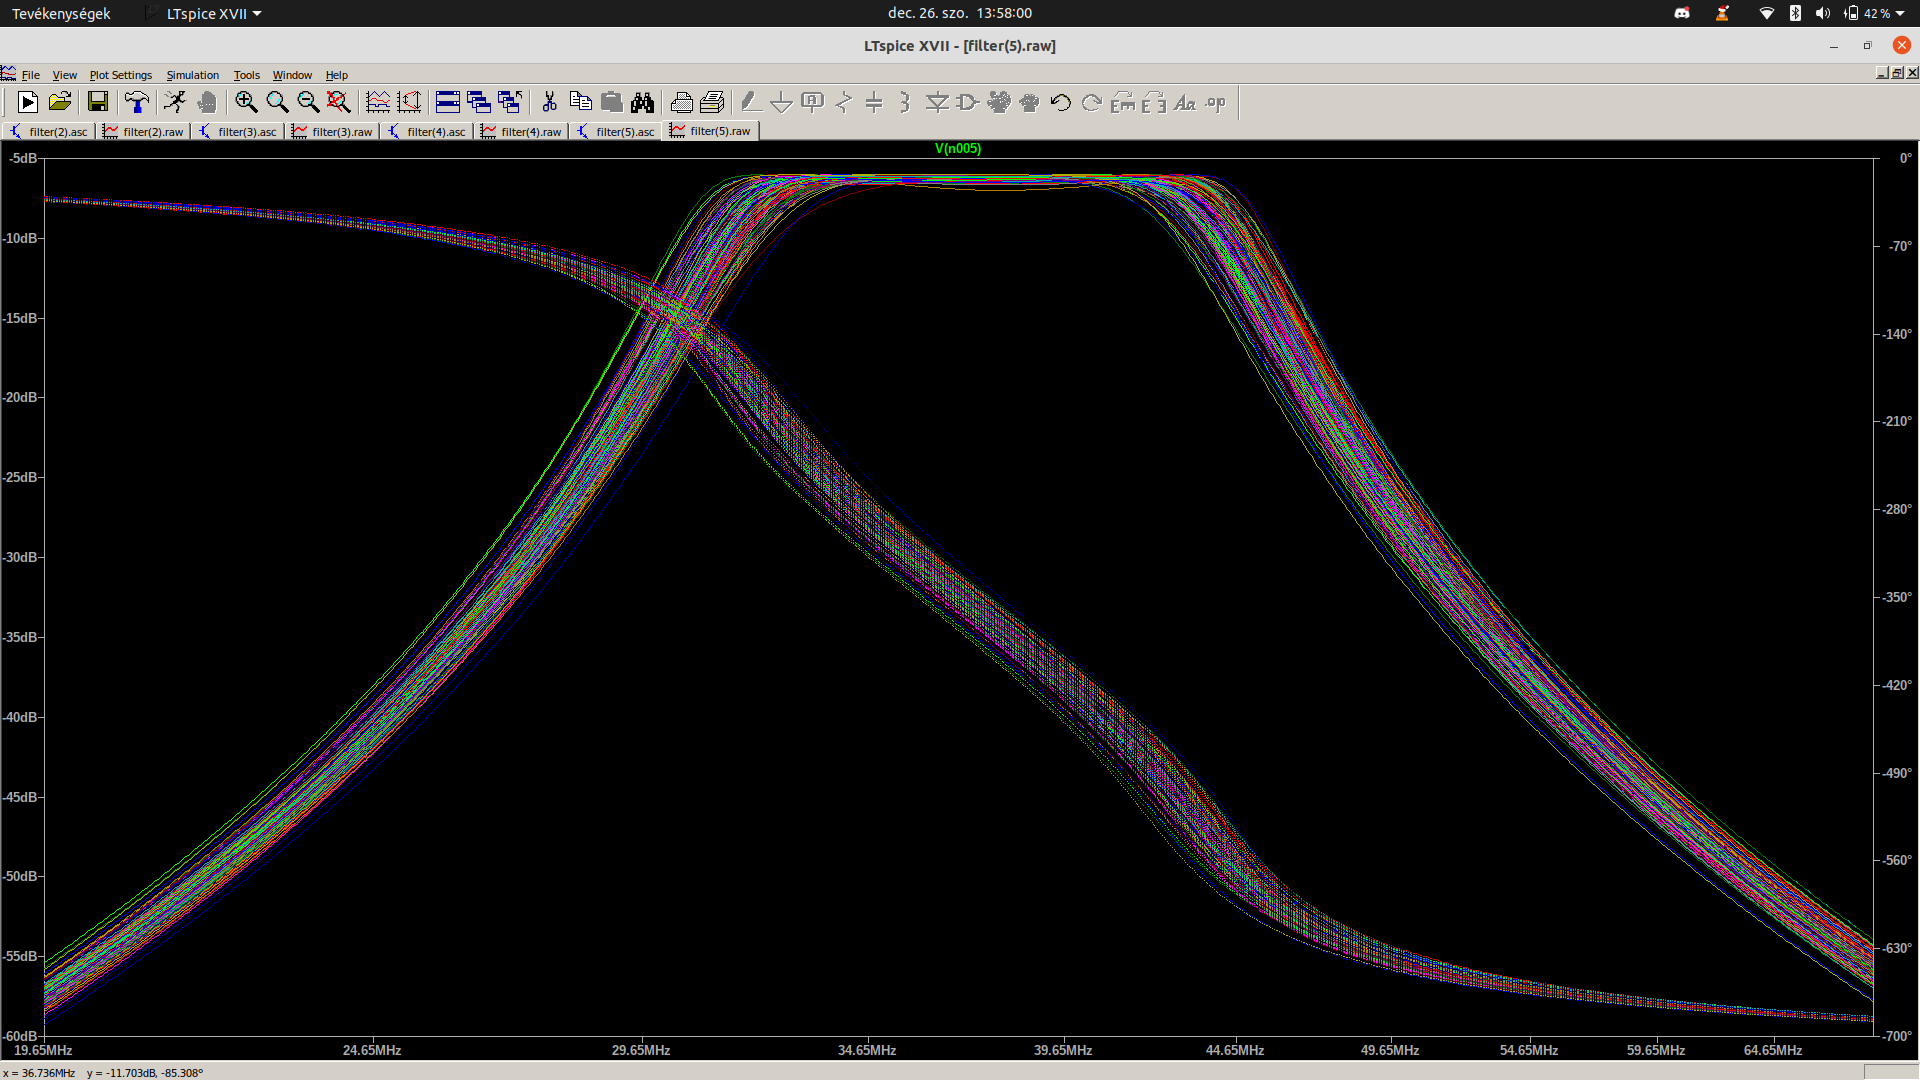 Tevékenységek LTspice XVII dec. 26. szo. 13:58:00 42 %
LTspice XVII - [filter(5).raw]
File View Plot Settings Simulation Tools Window Help
filter(2).asc filter(2).raw filter(3).asc filter(3).raw filter(4).asc filter(4).raw filter(5).asc filter(5).raw
V(n005)
-5dB 0°
-10dB -70°
-15dB -140°
-20dB -210°
-25dB -280°
-30dB -350°
-35dB -420°
-40dB -490°
-45dB -560°
-50dB -630°
-55dB -700°
-60dB
19.65MHz 24.65MHz 29.65MHz 34.65MHz 39.65MHz 44.65MHz 49.65MHz 54.65MHz 59.65MHz 64.65MHz
x = 36.736MHz y = -11.703dB, -85.308º